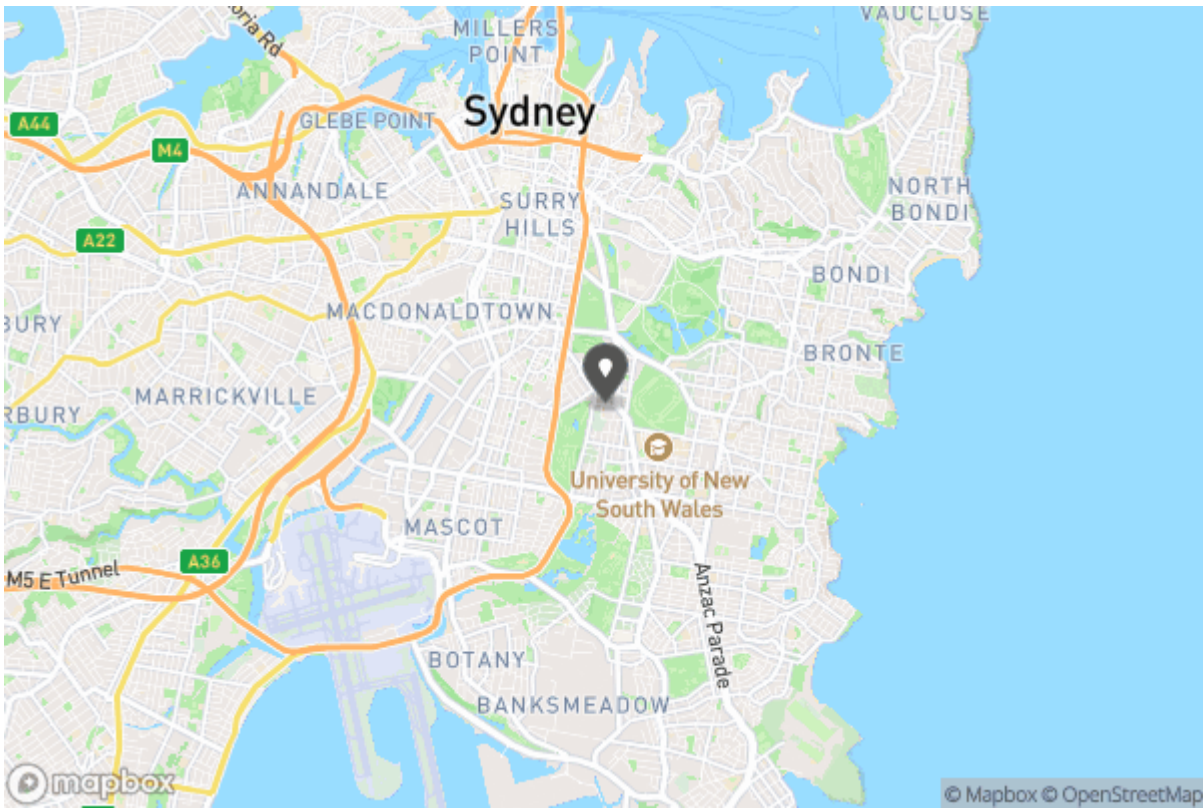 VAUCLUSE
oria Rd
MILLERS
POINT
A44
GLEBE POINT
Sydney
M4
ANNANDALE
NORTH
BONDI
SURRY
HILLS
A22
BONDI
MACDONALDTOWN
BURY
BRONTE
MARRICKVILLE
RBURY
University of New
South Wales
MASCOT
A36
M5 E Tunnel
Anzac Parade
BOTANY
BANKSMEADOW
mapbox
© Mapbox © OpenStreetMap